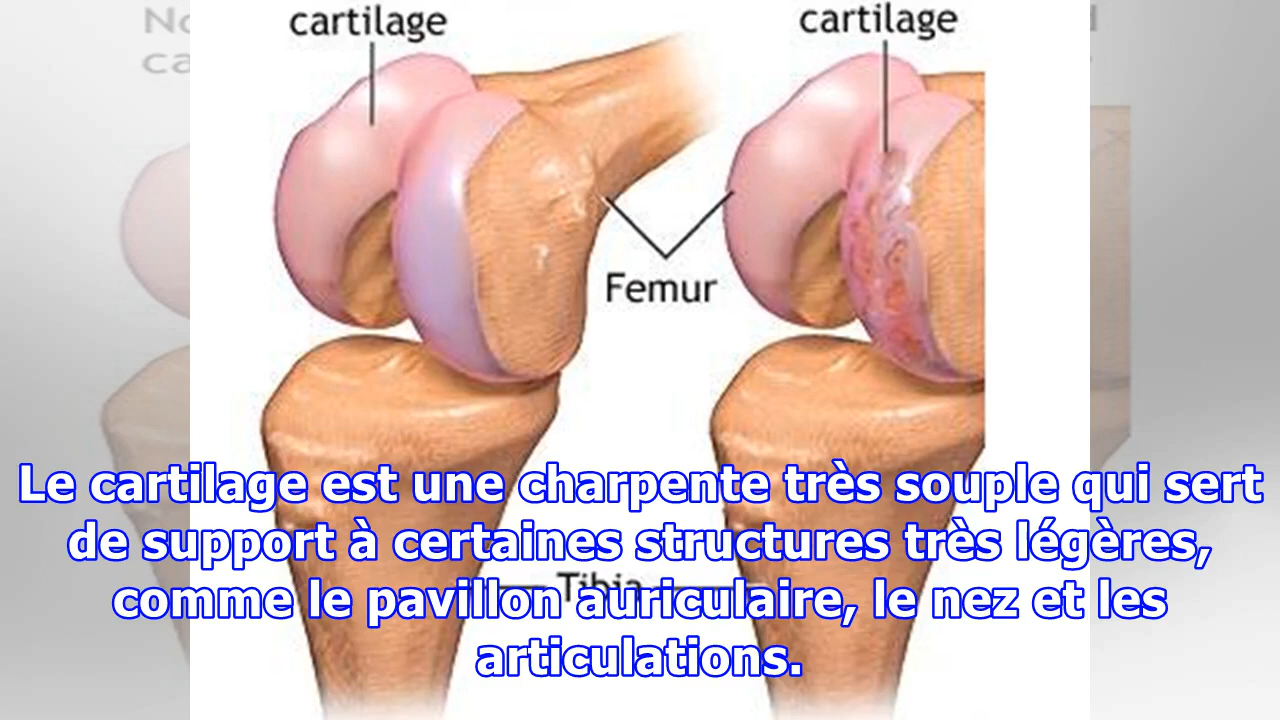 cartilage cartilage
Femur
Tibia
Le cartilage est une charpente très souple qui sert
de support à certaines structures très légères,
comme le pavillon auriculaire, le nez et les
articulations.